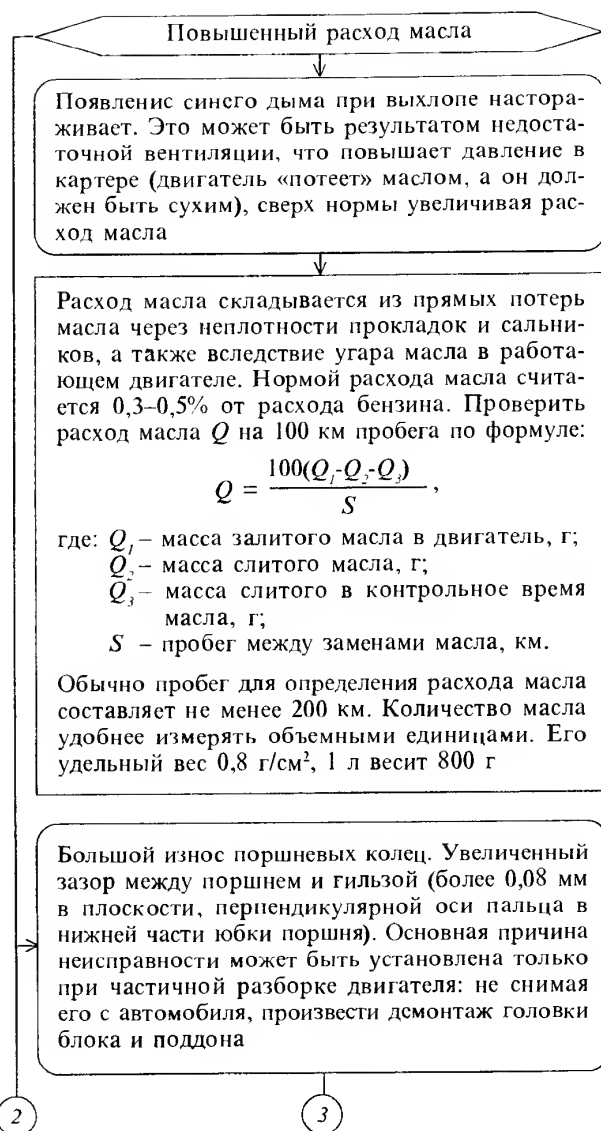 Повышенный расход масла
Появление синего дыма при выхлопе настора-
живает. Это может быть результатом недоста-
точной вентиляции, что повышает давление в
картере (двигатель «потеет» маслом, а он дол-
жен быть сухим), сверх нормы увеличивая рас-
ход масла
Расход масла складывается из прямых потерь
масла через неплотности прокладок и сальни-
ков, а также вследствие угара масла в работа-
ющем двигателе. Нормой расхода масла счита-
ется 0,3–0,5% от расхода бензина. Проверить
расход масла Q на 100 км пробега по формуле:
Q = 100(Q₁-Q₂-Q₃) / S ,
где: Q₁ – масса залитого масла в двигатель, г;
Q₂ – масса слитого масла, г;
Q₃ – масса слитого в контрольное время
масла, г;
S – пробег между заменами масла, км.
Обычно пробег для определения расхода масла
составляет не менее 200 км. Количество масла
удобнее измерять объемными единицами. Его
удельный вес 0,8 г/см², 1 л весит 800 г
Большой износ поршневых колец. Увеличенный
зазор между поршнем и гильзой (более 0,08 мм
в плоскости, перпендикулярной оси пальца в
нижней части юбки поршня). Основная причина
неисправности может быть установлена только
при частичной разборке двигателя: не снимая
его с автомобиля, произвести демонтаж головки
блока и поддона
2
3